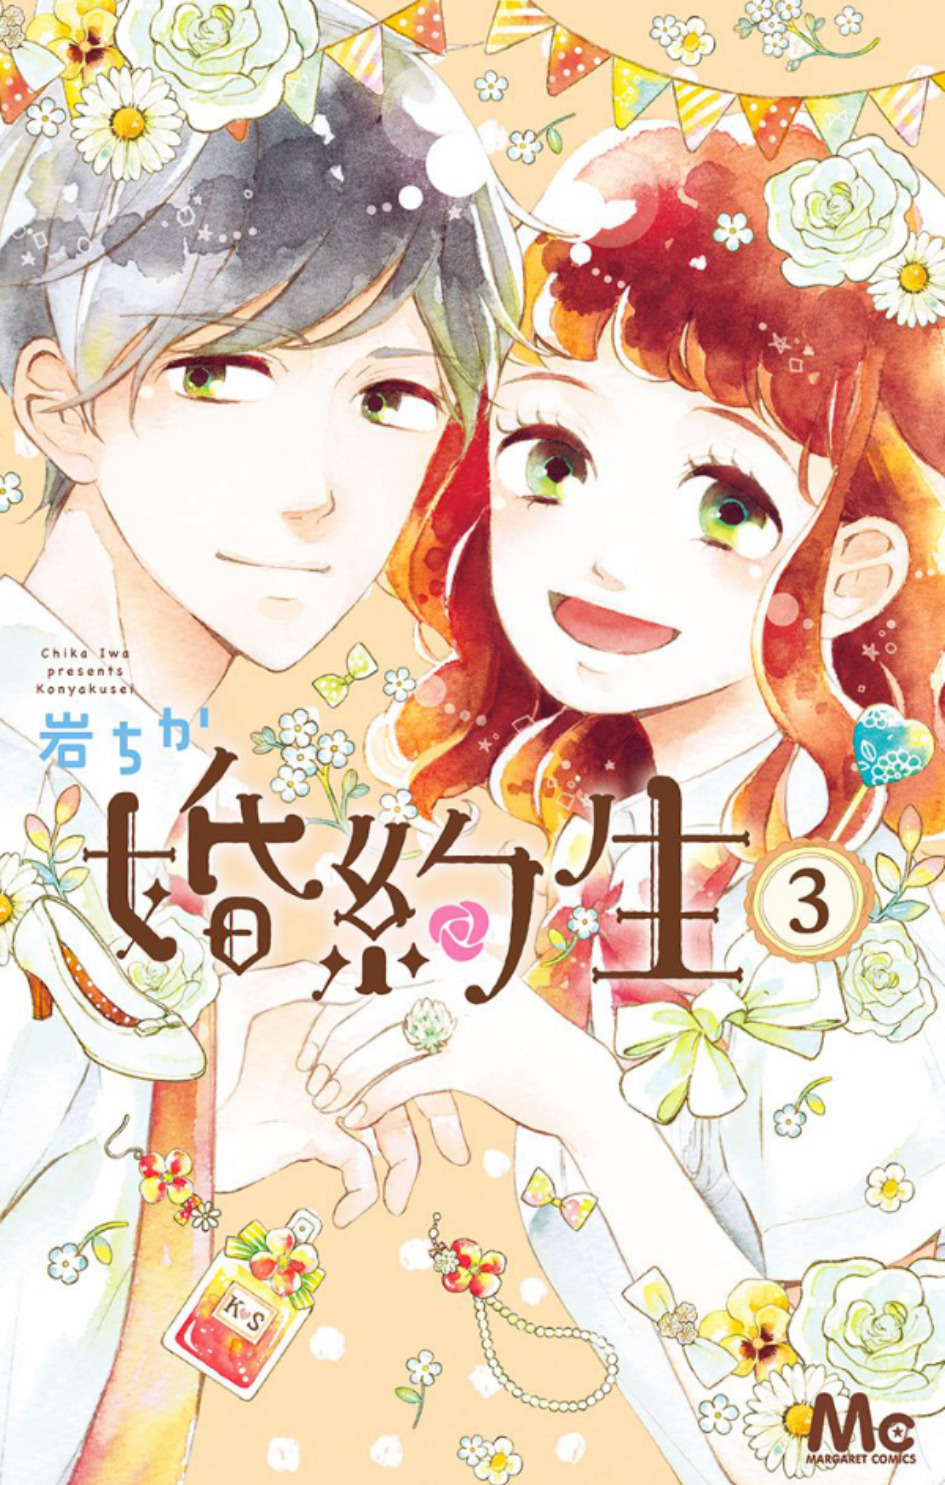 Chika Iwa
presents
Konyakusei
岩ちか
婚約生
3
K♥S
Mc
MARGARET COMICS